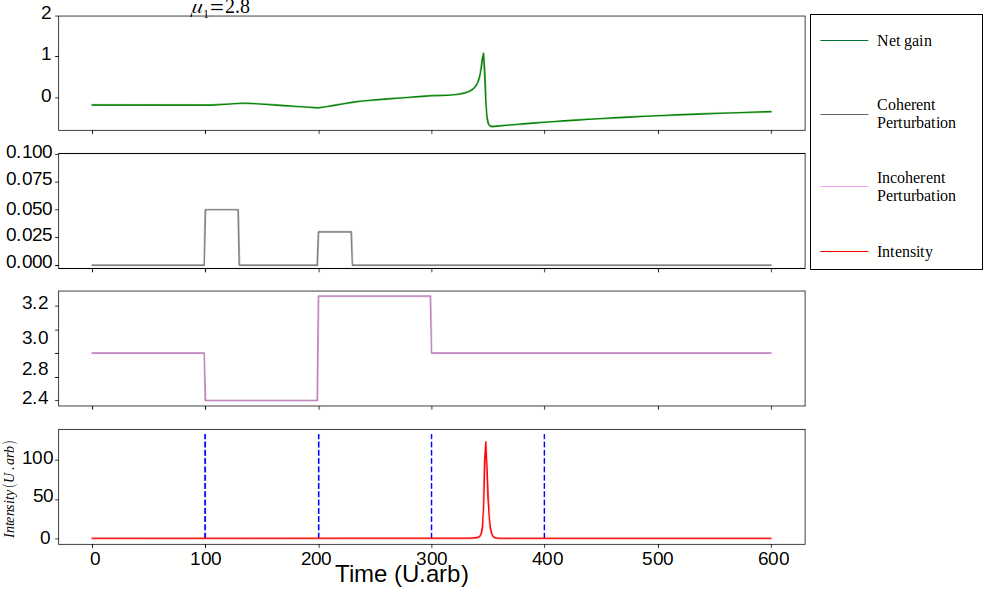 μ₁=2.8
2
1
0
Net gain
Coherent
Perturbation
Incoherent
Perturbation
Intensity
0.100
0.075
0.050
0.025
0.000
3.2
3.0
2.8
2.4
Intensity(U.arb)
100
50
0
0 100 200 300 400 500 600
Time (U.arb)